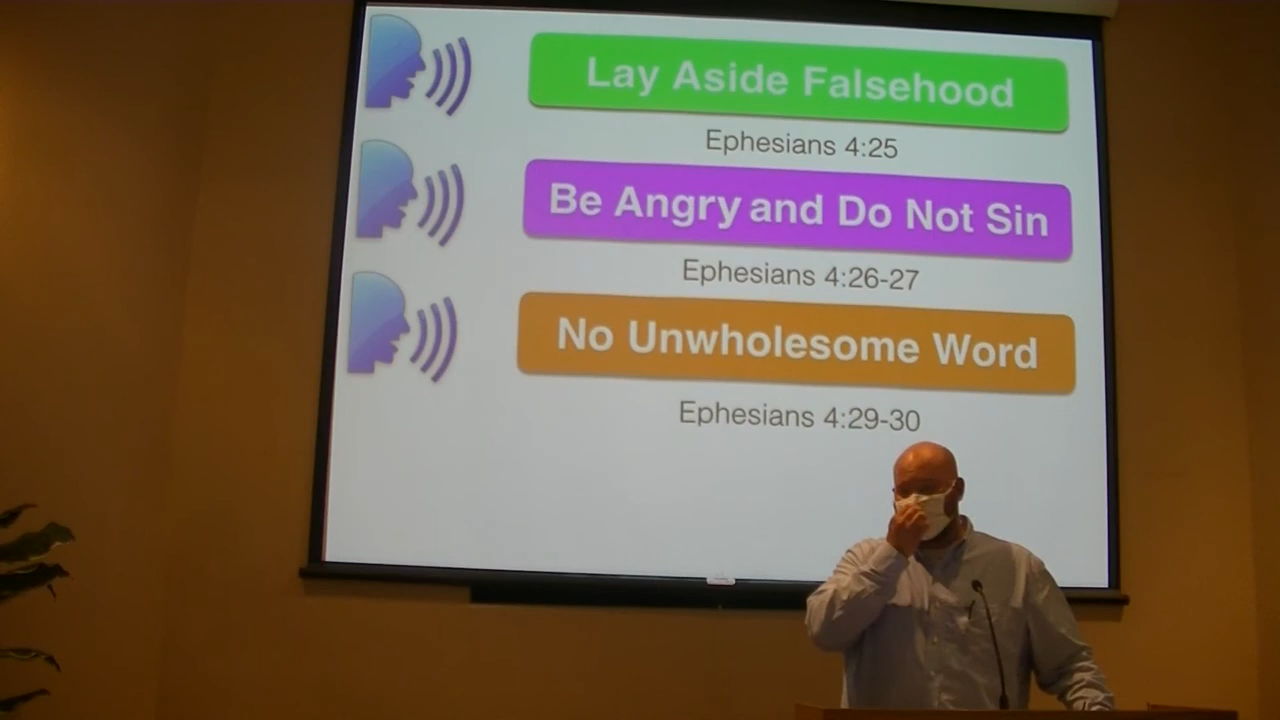 Lay Aside Falsehood
Ephesians 4:25
Be Angry and Do Not Sin
Ephesians 4:26-27
No Unwholesome Word
Ephesians 4:29-30